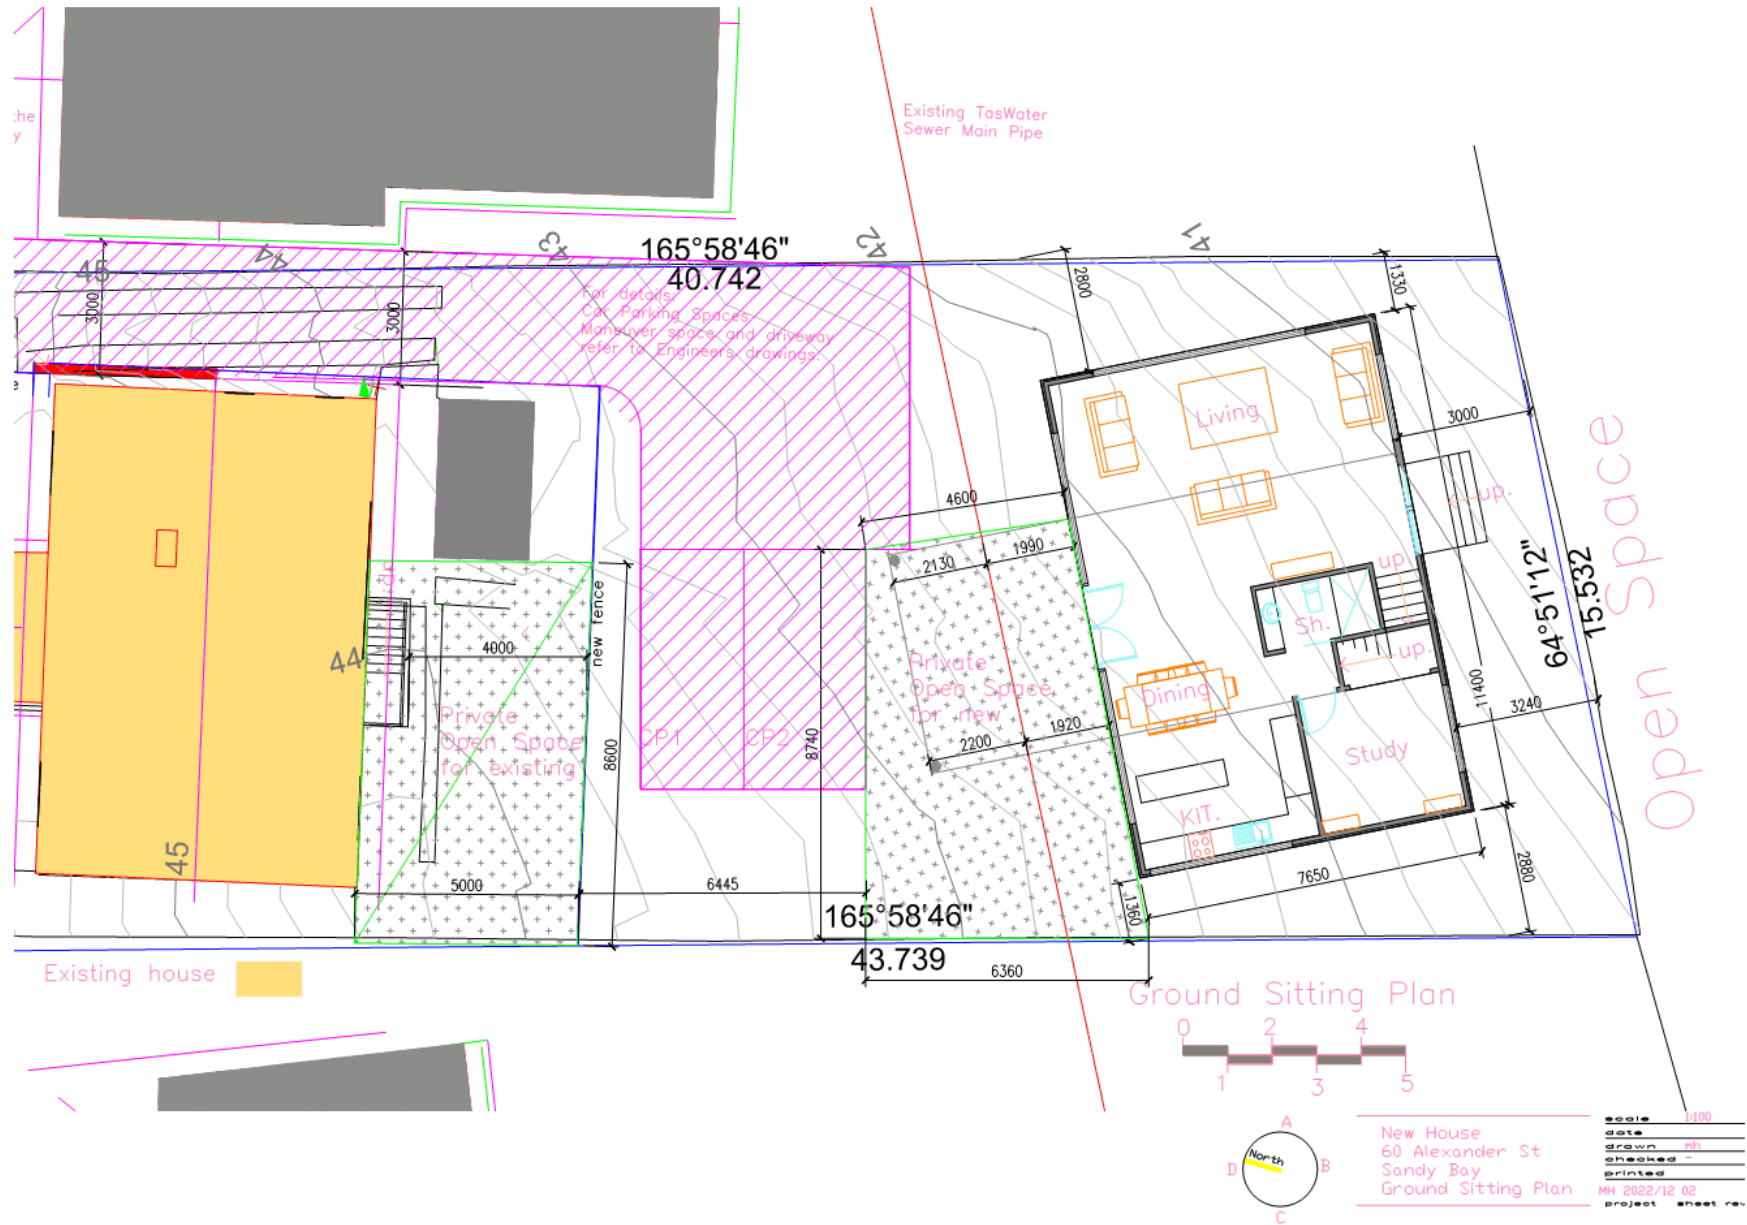 :he
y
Existing TasWater
Sewer Main Pipe
45
44
43
42
41
165°58'46"
40.742
3000
3000
2800
1330
For details:
Car Parking Spaces
Maneuver space and driveway
refer to Engineers drawings.
e
Living
3000
4600
up.
Open Space
2130
1990
up.
Sh.
up.
64°51'12"
15.532
new fence
4000
44
Private
Open Space
for existing
8600
CP1
CP2
8740
Private
Open Space
for new
2200
1920
Dining
11400
3240
Study
KIT.
45
5000
6445
165°58'46"
43.739
6360
1360
7650
2880
Existing house
Ground Sitting Plan
0 2 4
1 3 5
A
B
C
D
North
New House
60 Alexander St
Sandy Bay
Ground Sitting Plan
scale 1:100
date
drawn mh
checked -
printed
MH 2022/12 02
project sheet rev